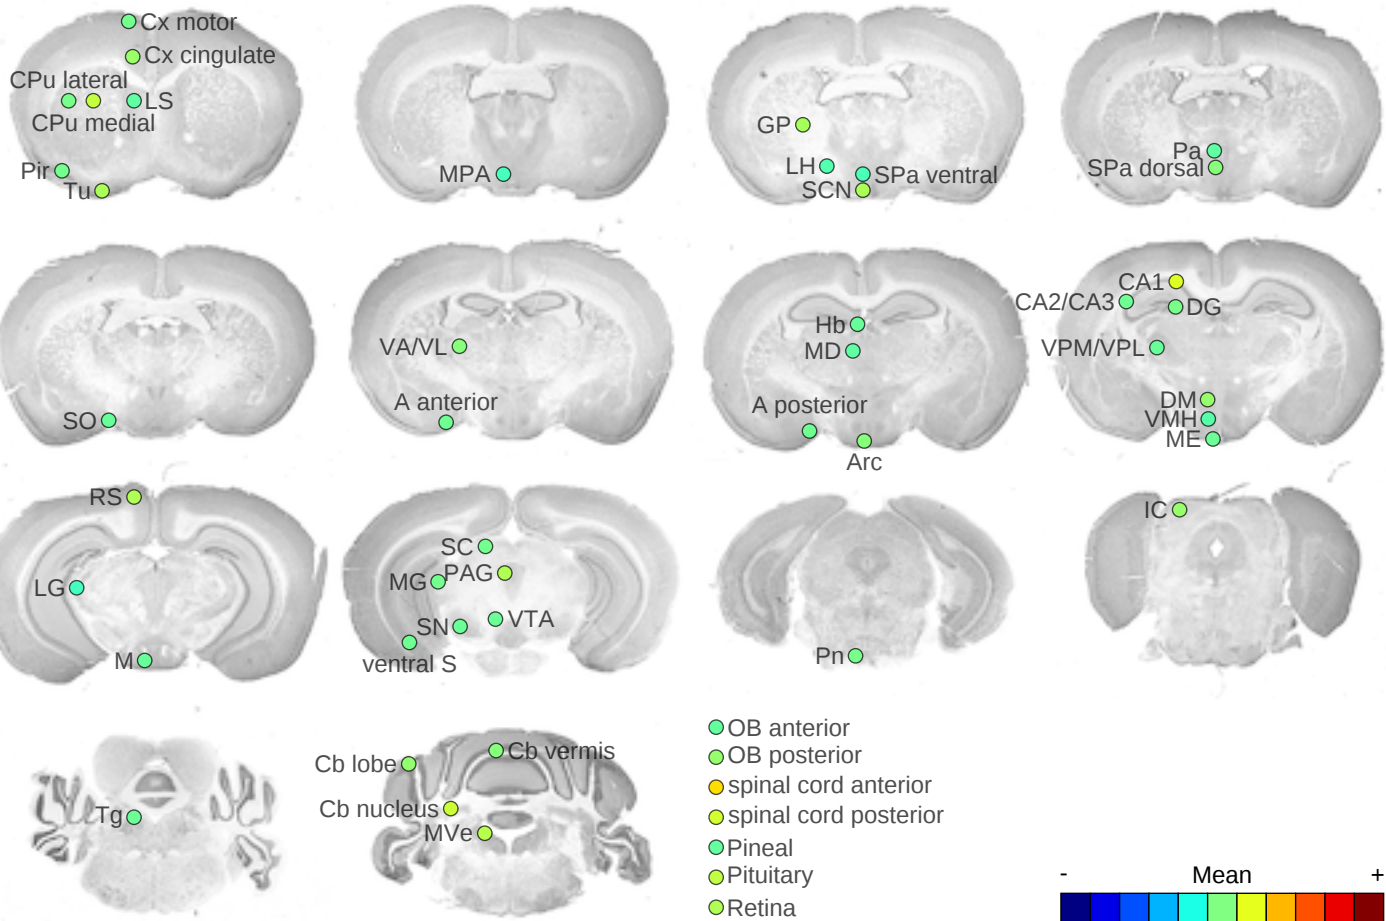 Cx motor
Cx cingulate
CPu lateral
LS
CPu medial
Pir
Tu
MPA
GP
LH
SPa ventral
SCN
Pa
SPa dorsal
SO
VA/VL
A anterior
Hb
MD
A posterior
Arc
CA1
CA2/CA3
DG
VPM/VPL
DM
VMH
ME
RS
LG
M
SC
MG
PAG
SN
VTA
ventral S
Pn
IC
Tg
Cb lobe
Cb vermis
Cb nucleus
MVe
OB anterior
OB posterior
spinal cord anterior
spinal cord posterior
Pineal
Pituitary
Retina
- Mean +